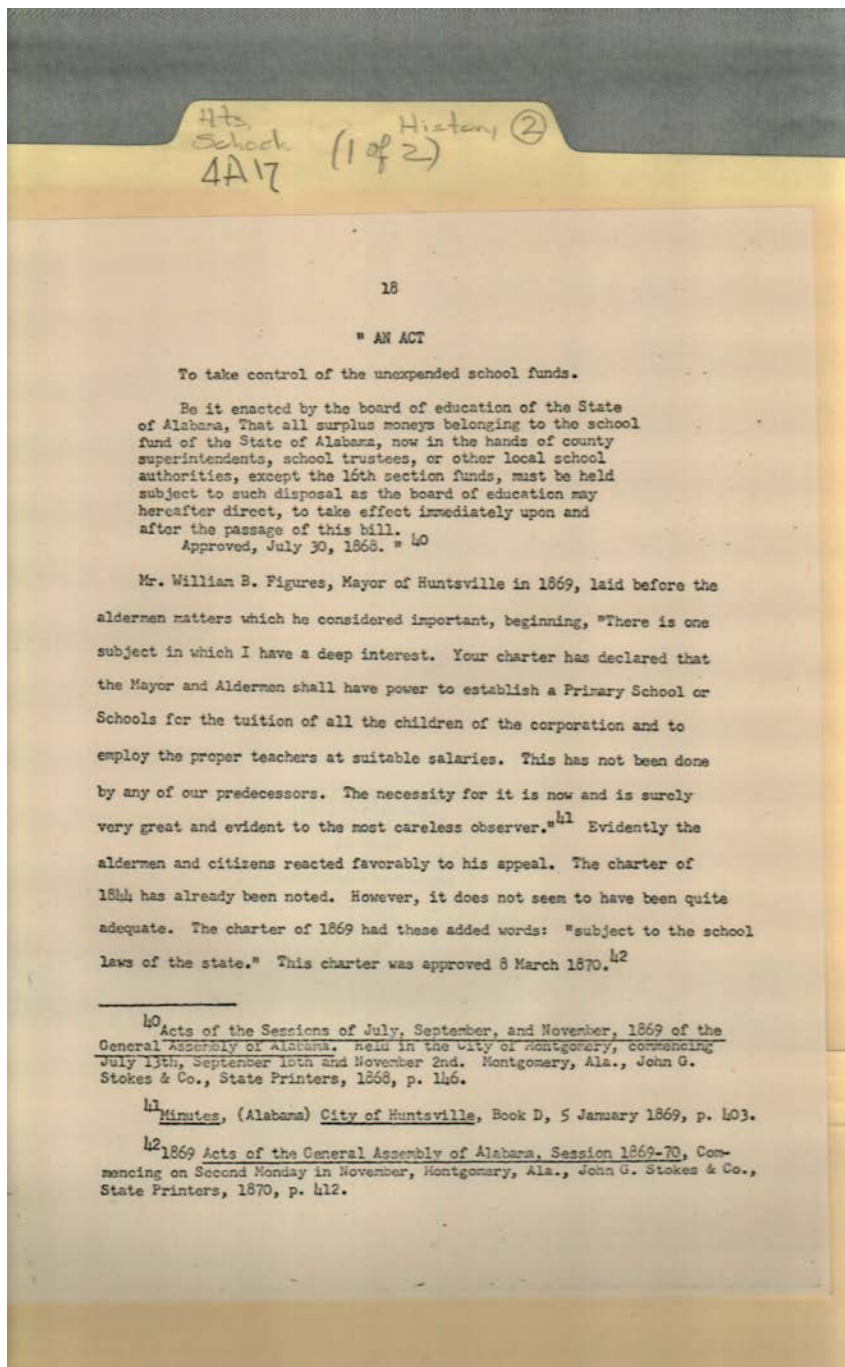 Hts. History ②
School (1 of 2)
4A17
18
" AN ACT
To take control of the unexpended school funds.
Be it enacted by the board of education of the State
of Alabama, That all surplus moneys belonging to the school
fund of the State of Alabama, now in the hands of county
superintendents, school trustees, or other local school
authorities, except the 16th section funds, must be held
subject to such disposal as the board of education may
hereafter direct, to take effect immediately upon and
after the passage of this bill.
Approved, July 30, 1868. " 40
Mr. William B. Figures, Mayor of Huntsville in 1869, laid before the
aldermen matters which he considered important, beginning, "There is one
subject in which I have a deep interest. Your charter has declared that
the Mayor and Aldermen shall have power to establish a Primary School or
Schools for the tuition of all the children of the corporation and to
employ the proper teachers at suitable salaries. This has not been done
by any of our predecessors. The necessity for it is now and is surely
very great and evident to the most careless observer."41 Evidently the
aldermen and citizens reacted favorably to his appeal. The charter of
1844 has already been noted. However, it does not seem to have been quite
adequate. The charter of 1869 had these added words: "subject to the school
laws of the state." This charter was approved 8 March 1870.42
40Acts of the Sessions of July, September, and November, 1869 of the
General Assembly of Alabama. held in the City of Montgomery, commencing
July 13th, September 16th and November 2nd. Montgomery, Ala., John G.
Stokes & Co., State Printers, 1868, p. 146.
41Minutes, (Alabama) City of Huntsville, Book D, 5 January 1869, p. 403.
421869 Acts of the General Assembly of Alabama, Session 1869-70, Com-
mencing on Second Monday in November, Montgomery, Ala., John G. Stokes & Co.,
State Printers, 1870, p. 412.